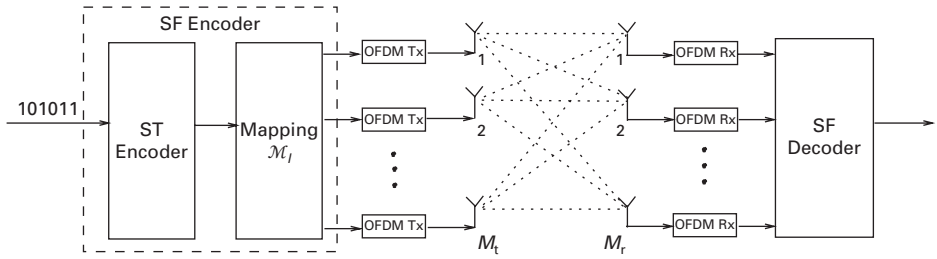 SF Encoder
101011
ST
Encoder
Mapping
ℳ_l
OFDM Tx
1
1
OFDM Rx
OFDM Tx
2
2
OFDM Rx
OFDM Tx
M_t
M_r
OFDM Rx
SF
Decoder